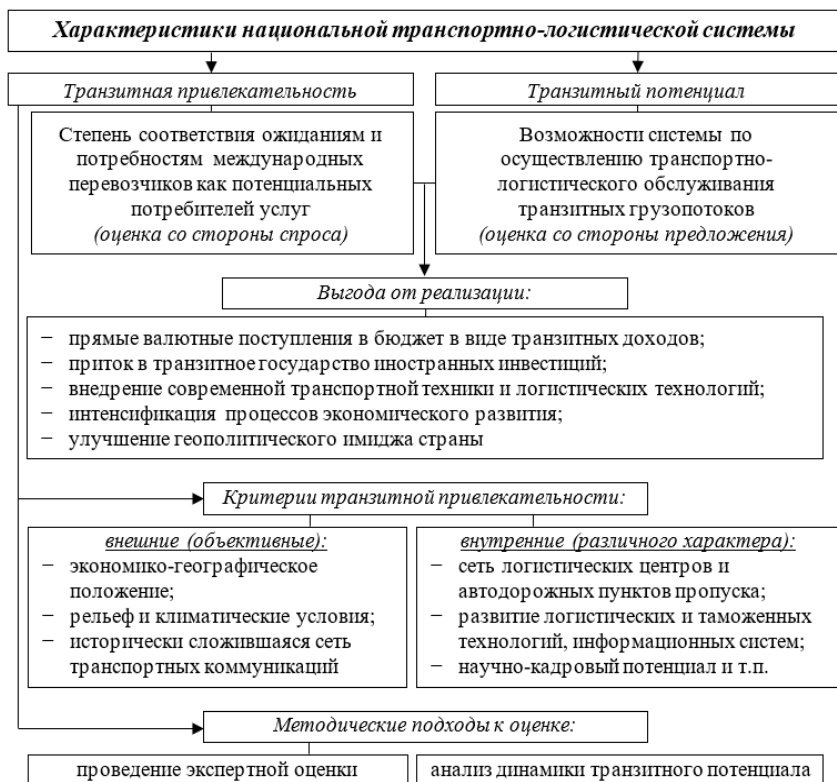 Характеристики национальной транспортно-логистической системы
Транзитная привлекательность
Транзитный потенциал
Степень соответствия ожиданиям и
потребностям международных
перевозчиков как потенциальных
потребителей услуг
(оценка со стороны спроса)
Возможности системы по
осуществлению транспортно-
логистического обслуживания
транзитных грузопотоков
(оценка со стороны предложения)
Выгода от реализации:
− прямые валютные поступления в бюджет в виде транзитных доходов;
− приток в транзитное государство иностранных инвестиций;
− внедрение современной транспортной техники и логистических технологий;
− интенсификация процессов экономического развития;
− улучшение геополитического имиджа страны
Критерии транзитной привлекательности:
внешние (объективные):
− экономико-географическое
положение;
− рельеф и климатические условия;
− исторически сложившаяся сеть
транспортных коммуникаций
внутренние (различного характера):
− сеть логистических центров и
автодорожных пунктов пропуска;
− развитие логистических и таможенных
технологий, информационных систем;
− научно-кадровый потенциал и т.п.
Методические подходы к оценке:
проведение экспертной оценки
анализ динамики транзитного потенциала